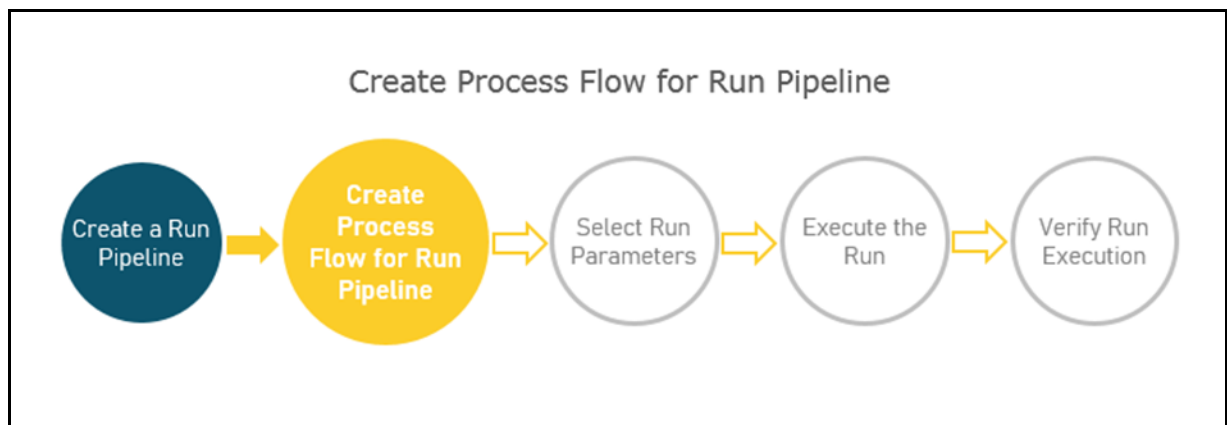 Create Process Flow for Run Pipeline
Create a Run
Pipeline
Create
Process
Flow for Run
Pipeline
Select Run
Parameters
Execute the
Run
Verify Run
Execution